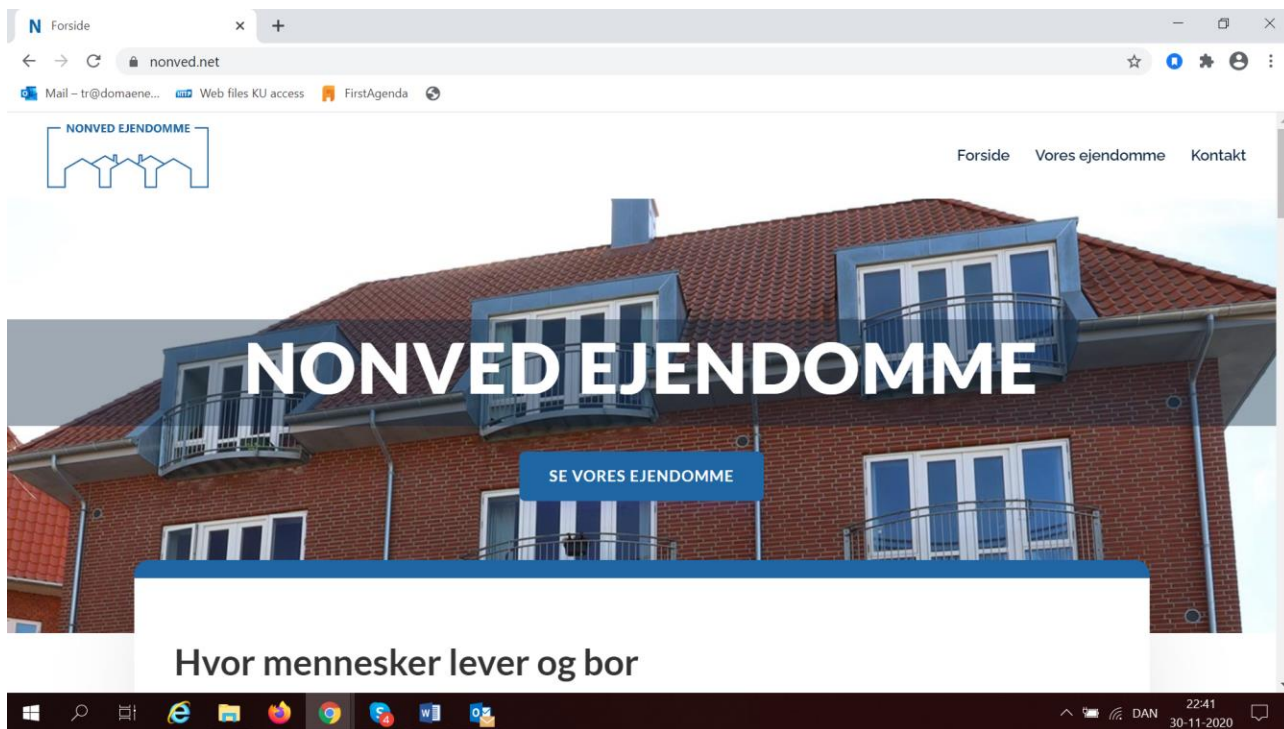 N Forside
nonved.net
Mail – tr@domaene...
Web files KU access
FirstAgenda
NONVED EJENDOMME
Forside
Vores ejendomme
Kontakt
NONVED EJENDOMME
SE VORES EJENDOMME
Hvor mennesker lever og bor
DAN
22:41
30-11-2020